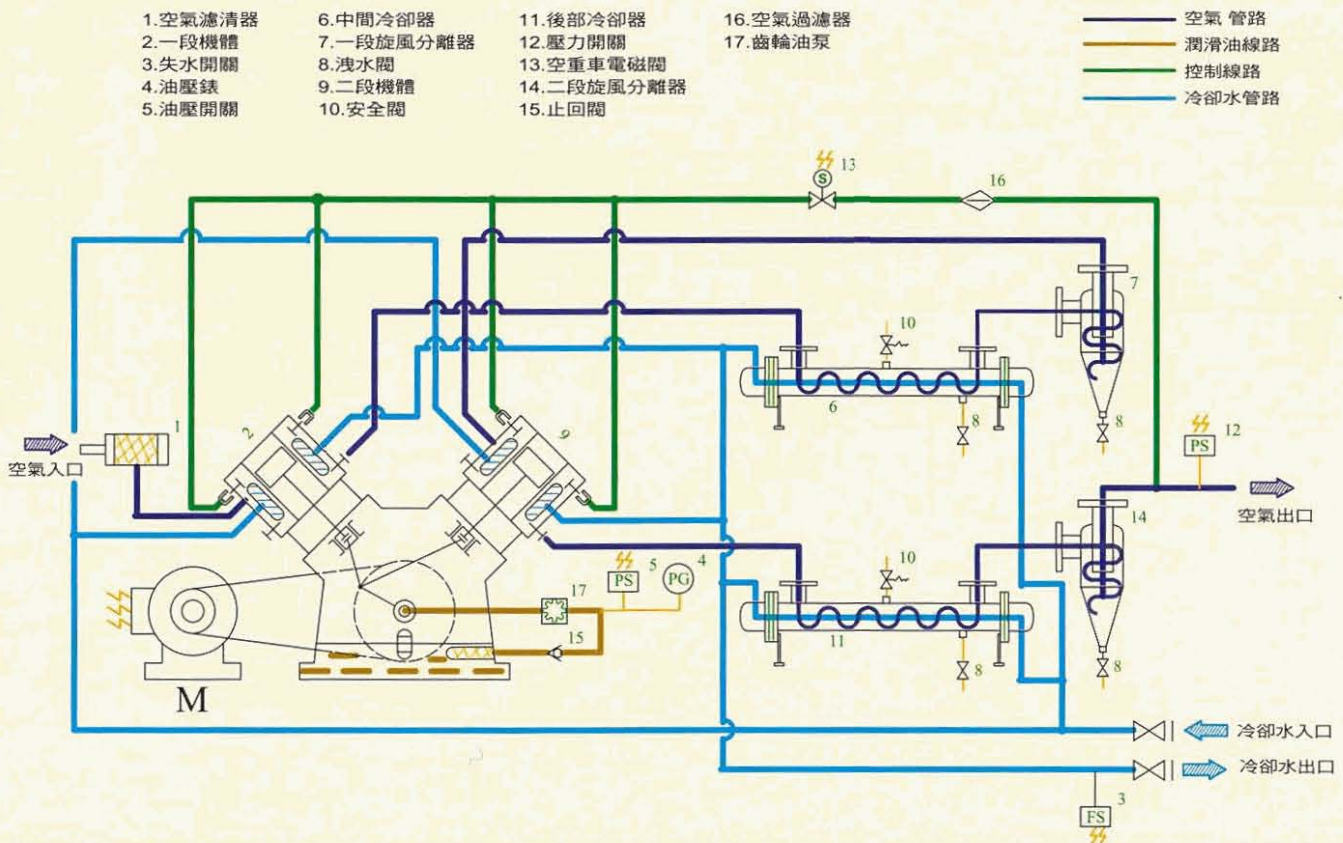 1.空氣濾清器
2.一段機體
3.失水開關
4.油壓錶
5.油壓開關
6.中間冷卻器
7.一段旋風分離器
8.洩水閥
9.二段機體
10.安全閥
11.後部冷卻器
12.壓力開關
13.空重車電磁閥
14.二段旋風分離器
15.止回閥
16.空氣過濾器
17.齒輪油泵
空氣 管路
潤滑油線路
控制線路
冷卻水管路
S
13
16
7
10
1
2
9
6
8
8
PS
12
空氣入口
空氣出口
14
10
PS
5
4
PG
17
15
11
8
8
M
冷卻水入口
冷卻水出口
3
FS